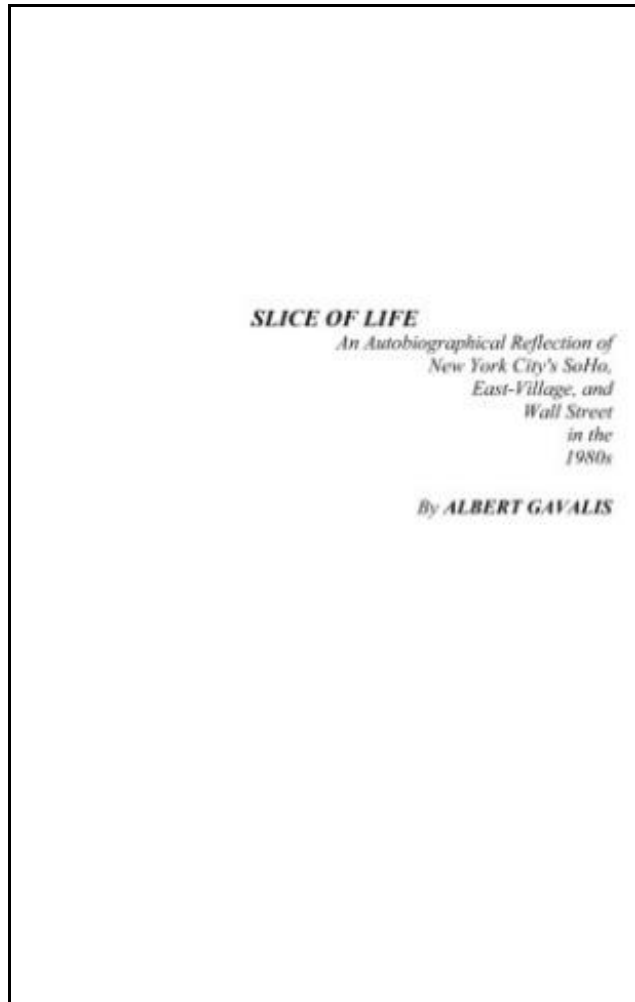 SLICE OF LIFE
An Autobiographical Reflection of
New York City's SoHo,
East-Village, and
Wall Street
in the
1980s
By ALBERT GAVALIS